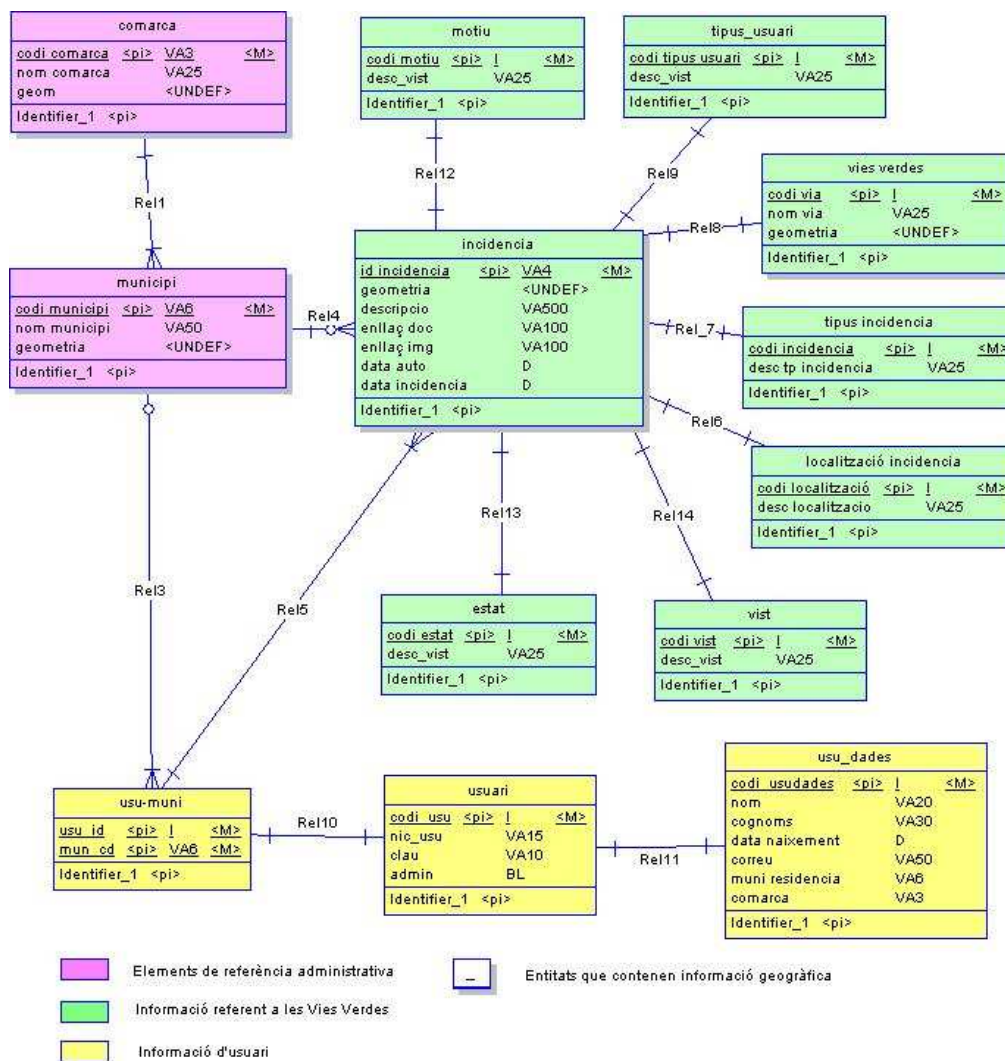 comarca
codi comarca <pi> VA3 <M>
nom comarca VA25
geom <UNDEF>
Identifier_1 <pi>
motiu
codi motiu <pi> I <M>
desc_vist VA25
Identifier_1 <pi>
tipus_usuari
codi tipus usuari <pi> I <M>
desc_vist VA25
Identifier_1 <pi>
Rel1
Rel12
Rel9
vies verdes
codi via <pi> I <M>
nom via VA25
geometria <UNDEF>
Identifier_1 <pi>
Rel8
municipi
codi municipi <pi> VA6 <M>
nom municipi VA50
geometria <UNDEF>
Identifier_1 <pi>
Rel4
incidencia
id incidencia <pi> VA4 <M>
geometria <UNDEF>
descripcio VA500
enllaç doc VA100
enllaç img VA100
data auto D
data incidencia D
Identifier_1 <pi>
Rel_7
tipus incidencia
codi incidencia <pi> I <M>
desc tp incidencia VA25
Identifier_1 <pi>
Rel6
localització incidencia
codi localització <pi> I <M>
desc localitzacio VA25
Identifier_1 <pi>
Rel13
Rel14
Rel3
Rel5
estat
codi estat <pi> I <M>
desc_vist VA25
Identifier_1 <pi>
vist
codi vist <pi> I <M>
desc_vist VA25
Identifier_1 <pi>
usu-muni
usu_id <pi> I <M>
mun_cd <pi> VA6 <M>
Identifier_1 <pi>
Rel10
usuari
codi_usu <pi> I <M>
nic_usu VA15
clau VA10
admin BL
Identifier_1 <pi>
Rel11
usu_dades
codi_usudades <pi> I <M>
nom VA20
cognoms VA30
data naixement D
correu VA50
muni residencia VA6
comarca VA3
Identifier_1 <pi>
Elements de referència administrativa
Entitats que contenen informació geogràfica
Informació referent a les Vies Verdes
Informació d'usuari